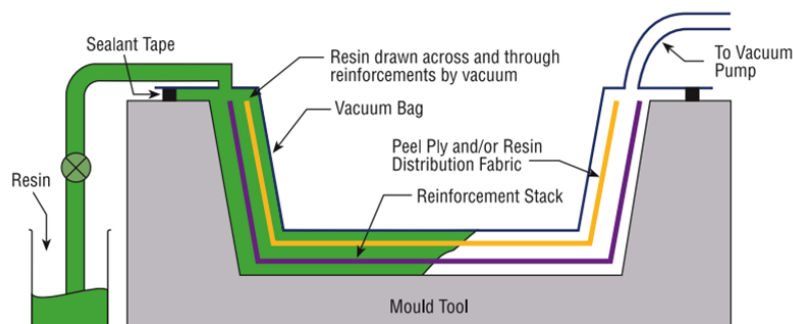 Sealant Tape
Resin drawn across and through
reinforcements by vacuum
To Vacuum
Pump
Vacuum Bag
Peel Ply and/or Resin
Distribution Fabric
Resin
Reinforcement Stack
Mould Tool